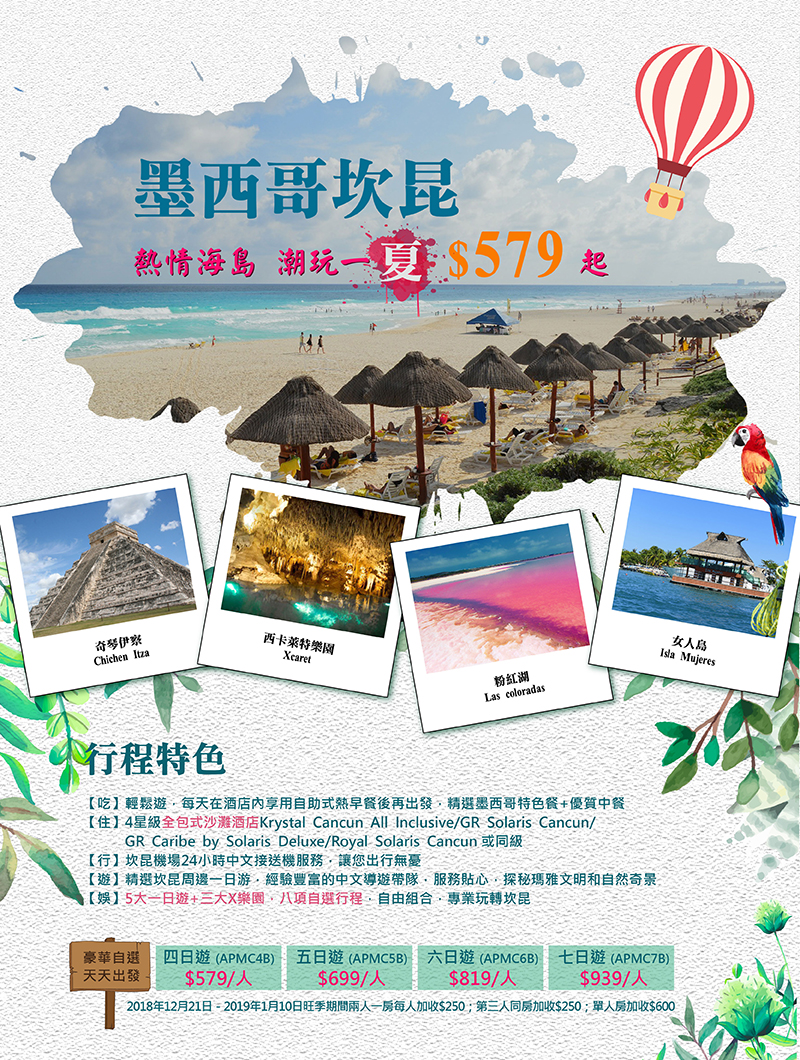 墨西哥坎昆
熱情海島 潮玩一夏 $579 起
奇琴伊察
Chichen Itza
西卡萊特樂園
Xcaret
粉紅湖
Las coloradas
女人島
Isla Mujeres
行程特色
【吃】輕鬆遊，每天在酒店內享用自助式熱早餐後再出發，精選墨西哥特色餐+優質中餐
【住】4星級全包式沙灘酒店Krystal Cancun All Inclusive/GR Solaris Cancun/
GR Caribe by Solaris Deluxe/Royal Solaris Cancun 或同級
【行】坎昆機場24小時中文接送機服務，讓您出行無憂
【遊】精選坎昆周邊一日游，經驗豐富的中文導遊帶隊，服務貼心，探秘瑪雅文明和自然奇景
【娛】5大一日遊+三大X樂園，八項自選行程，自由組合，專業玩轉坎昆
豪華自選
天天出發
四日遊 (APMC4B)
$579/人
五日遊 (APMC5B)
$699/人
六日遊 (APMC6B)
$819/人
七日遊 (APMC7B)
$939/人
2018年12月21日 - 2019年1月10日旺季期間兩人一房每人加收$250；第三人同房加收$250；單人房加收$600